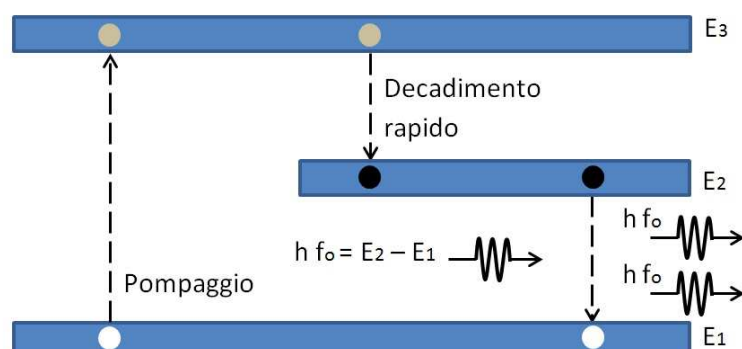 E₃
Decadimento
rapido
E₂
h fₒ
h fₒ = E₂ – E₁
h fₒ
Pompaggio
E₁